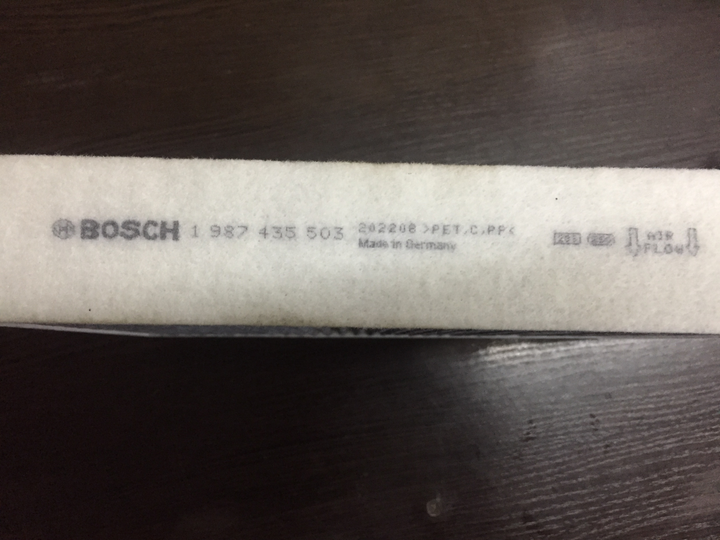 BOSCH 1 987 435 503 202208 >PET,C,PP<
Made in Germany
AIR
FLOW